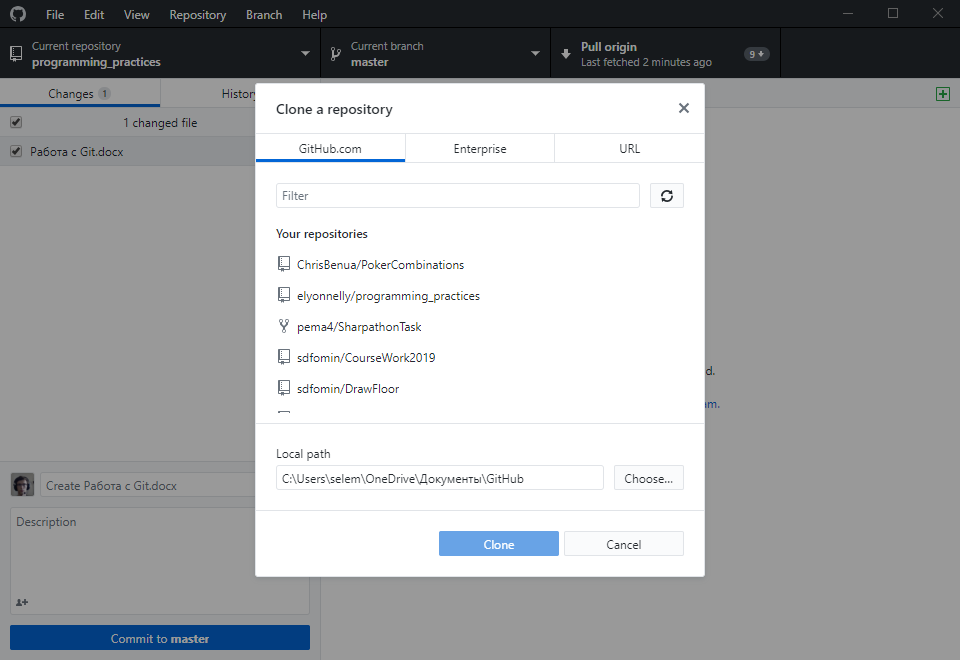 File Edit View Repository Branch Help
Current repository
programming_practices
Current branch
master
Pull origin
Last fetched 2 minutes ago
9+
Changes 1
History
1 changed file
Работа с Git.docx
Clone a repository
GitHub.com
Enterprise
URL
Filter
Your repositories
ChrisBenua/PokerCombinations
elyonnelly/programming_practices
pema4/SharpathonTask
sdfomin/CourseWork2019
sdfomin/DrawFloor
d.
am.
Local path
C:\Users\selem\OneDrive\Документы\GitHub
Choose...
Clone
Cancel
Create Работа с Git.docx
Description
Commit to master